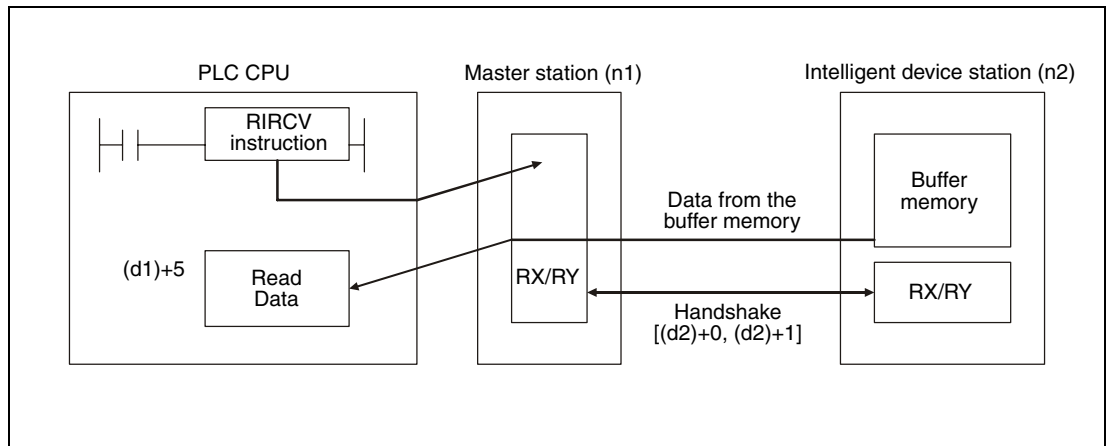 PLC CPU
Master station (n1)
Intelligent device station (n2)
RIRCV
instruction
Buffer
memory
Data from the
buffer memory
(d1)+5
Read
Data
RX/RY
RX/RY
Handshake
[(d2)+0, (d2)+1]